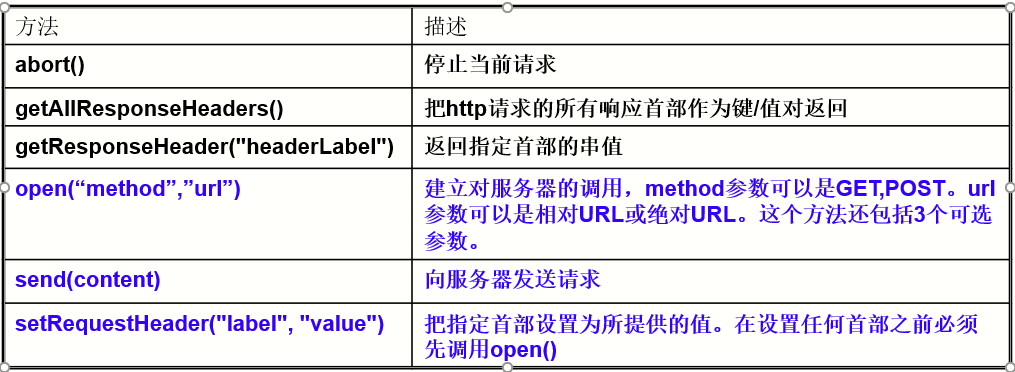 方法
描述
abort()
停止当前请求
getAllResponseHeaders()
把http请求的所有响应首部作为键/值对返回
getResponseHeader("headerLabel")
返回指定首部的串值
open(“method”,”url”)
建立对服务器的调用，method参数可以是GET,POST。url
参数可以是相对URL或绝对URL。这个方法还包括3个可选
参数。
send(content)
向服务器发送请求
setRequestHeader("label", "value")
把指定首部设置为所提供的值。在设置任何首部之前必须
先调用open()